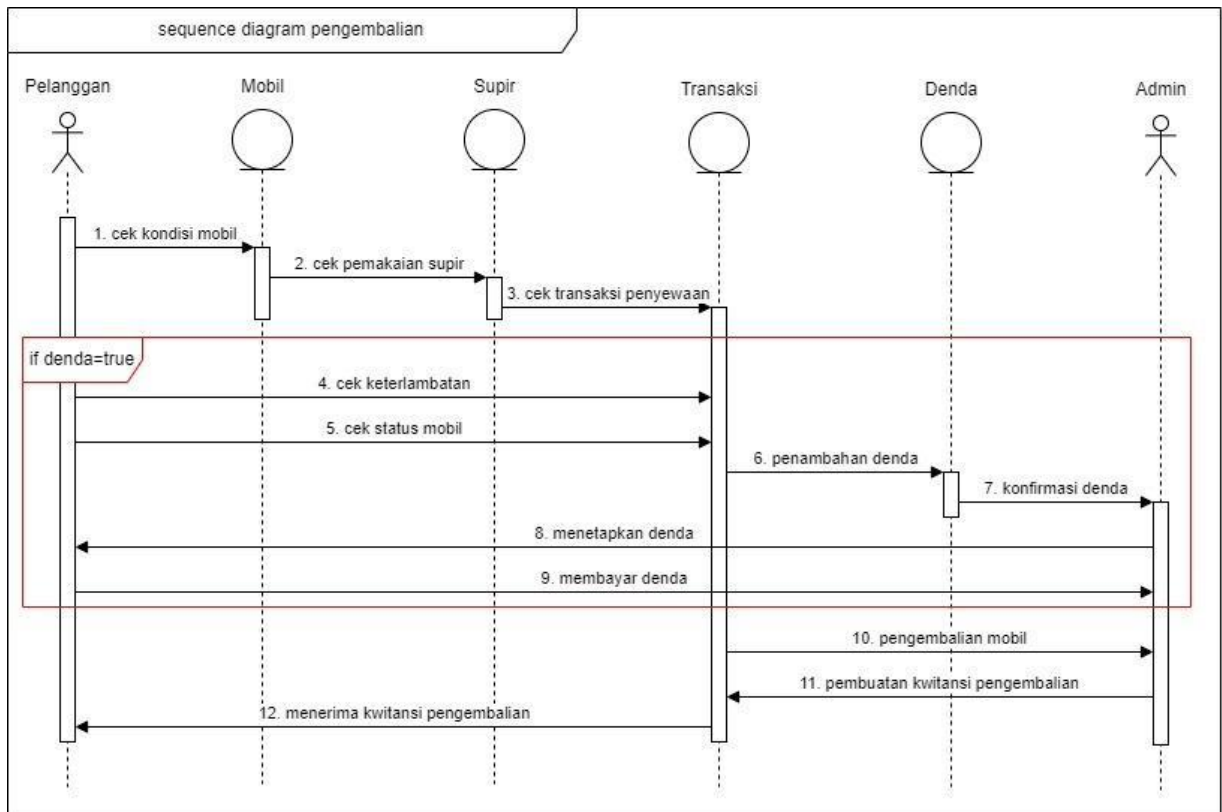 sequence diagram pengembalian
Pelanggan
Mobil
Supir
Transaksi
Denda
Admin
1. cek kondisi mobil
2. cek pemakaian supir
3. cek transaksi penyewaan
if denda=true
4. cek keterlambatan
5. cek status mobil
6. penambahan denda
7. konfirmasi denda
8. menetapkan denda
9. membayar denda
10. pengembalian mobil
11. pembuatan kwitansi pengembalian
12. menerima kwitansi pengembalian